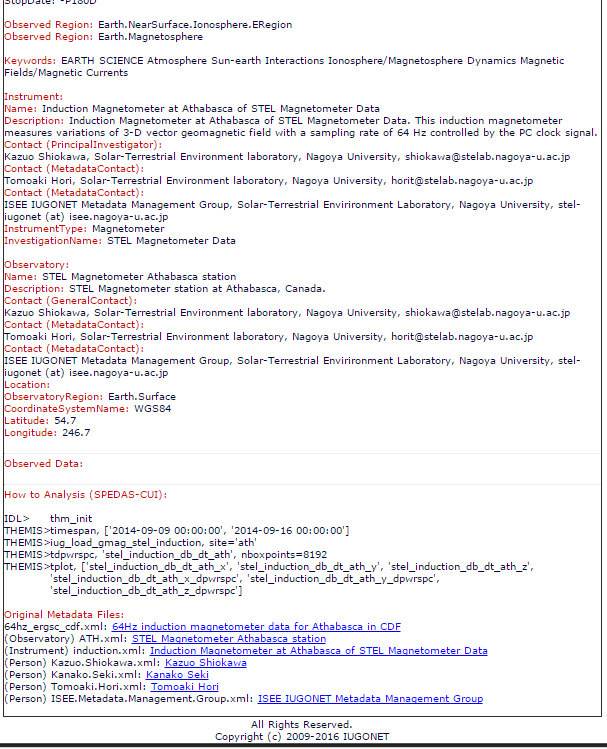 StopDate: -P180D
Observed Region: Earth.NearSurface.Ionosphere.ERegion
Observed Region: Earth.Magnetosphere
Keywords: EARTH SCIENCE Atmosphere Sun-earth Interactions Ionosphere/Magnetosphere Dynamics Magnetic
Fields/Magnetic Currents
Instrument:
Name: Induction Magnetometer at Athabasca of STEL Magnetometer Data
Description: Induction Magnetometer at Athabasca of STEL Magnetometer Data. This induction magnetometer
measures variations of 3-D vector geomagnetic field with a sampling rate of 64 Hz controlled by the PC clock signal.
Contact (PrincipalInvestigator):
Kazuo Shiokawa, Solar-Terrestrial Environment laboratory, Nagoya University, shiokawa@stelab.nagoya-u.ac.jp
Contact (MetadataContact):
Tomoaki Hori, Solar-Terrestrial Environment laboratory, Nagoya University, horit@stelab.nagoya-u.ac.jp
Contact (MetadataContact):
ISEE IUGONET Metadata Management Group, Solar-Terrestrial Envirironment Laboratory, Nagoya University, stel-
iugonet (at) isee.nagoya-u.ac.jp
InstrumentType: Magnetometer
InvestigationName: STEL Magnetometer Data
Observatory:
Name: STEL Magnetometer Athabasca station
Description: STEL Magnetometer station at Athabasca, Canada.
Contact (GeneralContact):
Kazuo Shiokawa, Solar-Terrestrial Environment laboratory, Nagoya University, shiokawa@stelab.nagoya-u.ac.jp
Contact (MetadataContact):
Tomoaki Hori, Solar-Terrestrial Environment laboratory, Nagoya University, horit@stelab.nagoya-u.ac.jp
Contact (MetadataContact):
ISEE IUGONET Metadata Management Group, Solar-Terrestrial Envirironment Laboratory, Nagoya University, stel-
iugonet (at) isee.nagoya-u.ac.jp
Location:
ObservatoryRegion: Earth.Surface
CoordinateSystemName: WGS84
Latitude: 54.7
Longitude: 246.7
Observed Data:
How to Analysis (SPEDAS-CUI):
IDL> thm_init
THEMIS>timespan, ['2014-09-09 00:00:00', '2014-09-16 00:00:00']
THEMIS>iug_load_gmag_stel_induction, site='ath'
THEMIS>tdpwrspc, 'stel_induction_db_dt_ath', nboxpoints=8192
THEMIS>tplot, ['stel_induction_db_dt_ath_x', 'stel_induction_db_dt_ath_y', 'stel_induction_db_dt_ath_z',
'stel_induction_db_dt_ath_x_dpwrspc', 'stel_induction_db_dt_ath_y_dpwrspc',
'stel_induction_db_dt_ath_z_dpwrspc']
Original Metadata Files:
64hz_ergsc_cdf.xml: 64Hz induction magnetometer data for Athabasca in CDF
(Observatory) ATH.xml: STEL Magnetometer Athabasca station
(Instrument) induction.xml: Induction Magnetometer at Athabasca of STEL Magnetometer Data
(Person) Kazuo.Shiokawa.xml: Kazuo Shiokawa
(Person) Kanako.Seki.xml: Kanako Seki
(Person) Tomoaki.Hori.xml: Tomoaki Hori
(Person) ISEE.Metadata.Management.Group.xml: ISEE IUGONET Metadata Management Group
All Rights Reserved.
Copyright (c) 2009-2016 IUGONET